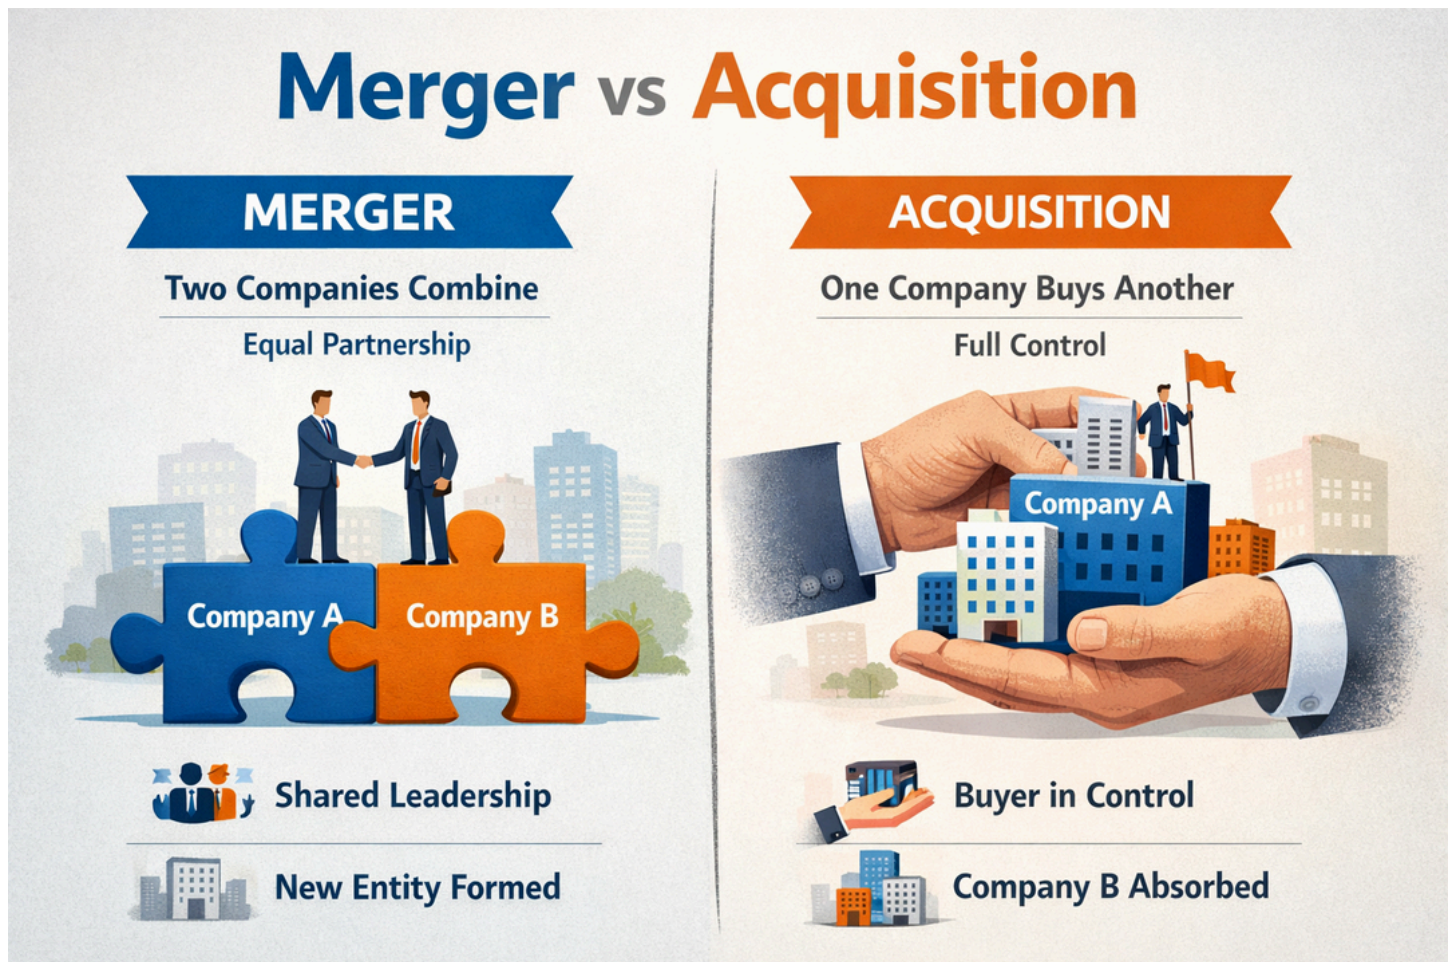 Merger vs Acquisition
MERGER
Two Companies Combine
Equal Partnership
Company A
Company B
Shared Leadership
New Entity Formed
ACQUISITION
One Company Buys Another
Full Control
Company A
Buyer in Control
Company B Absorbed